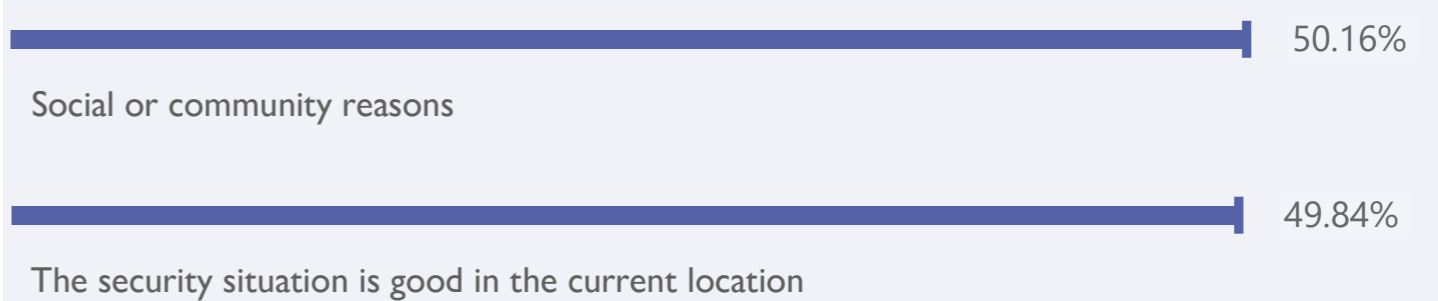 50.16%
Social or community reasons
49.84%
The security situation is good in the current location